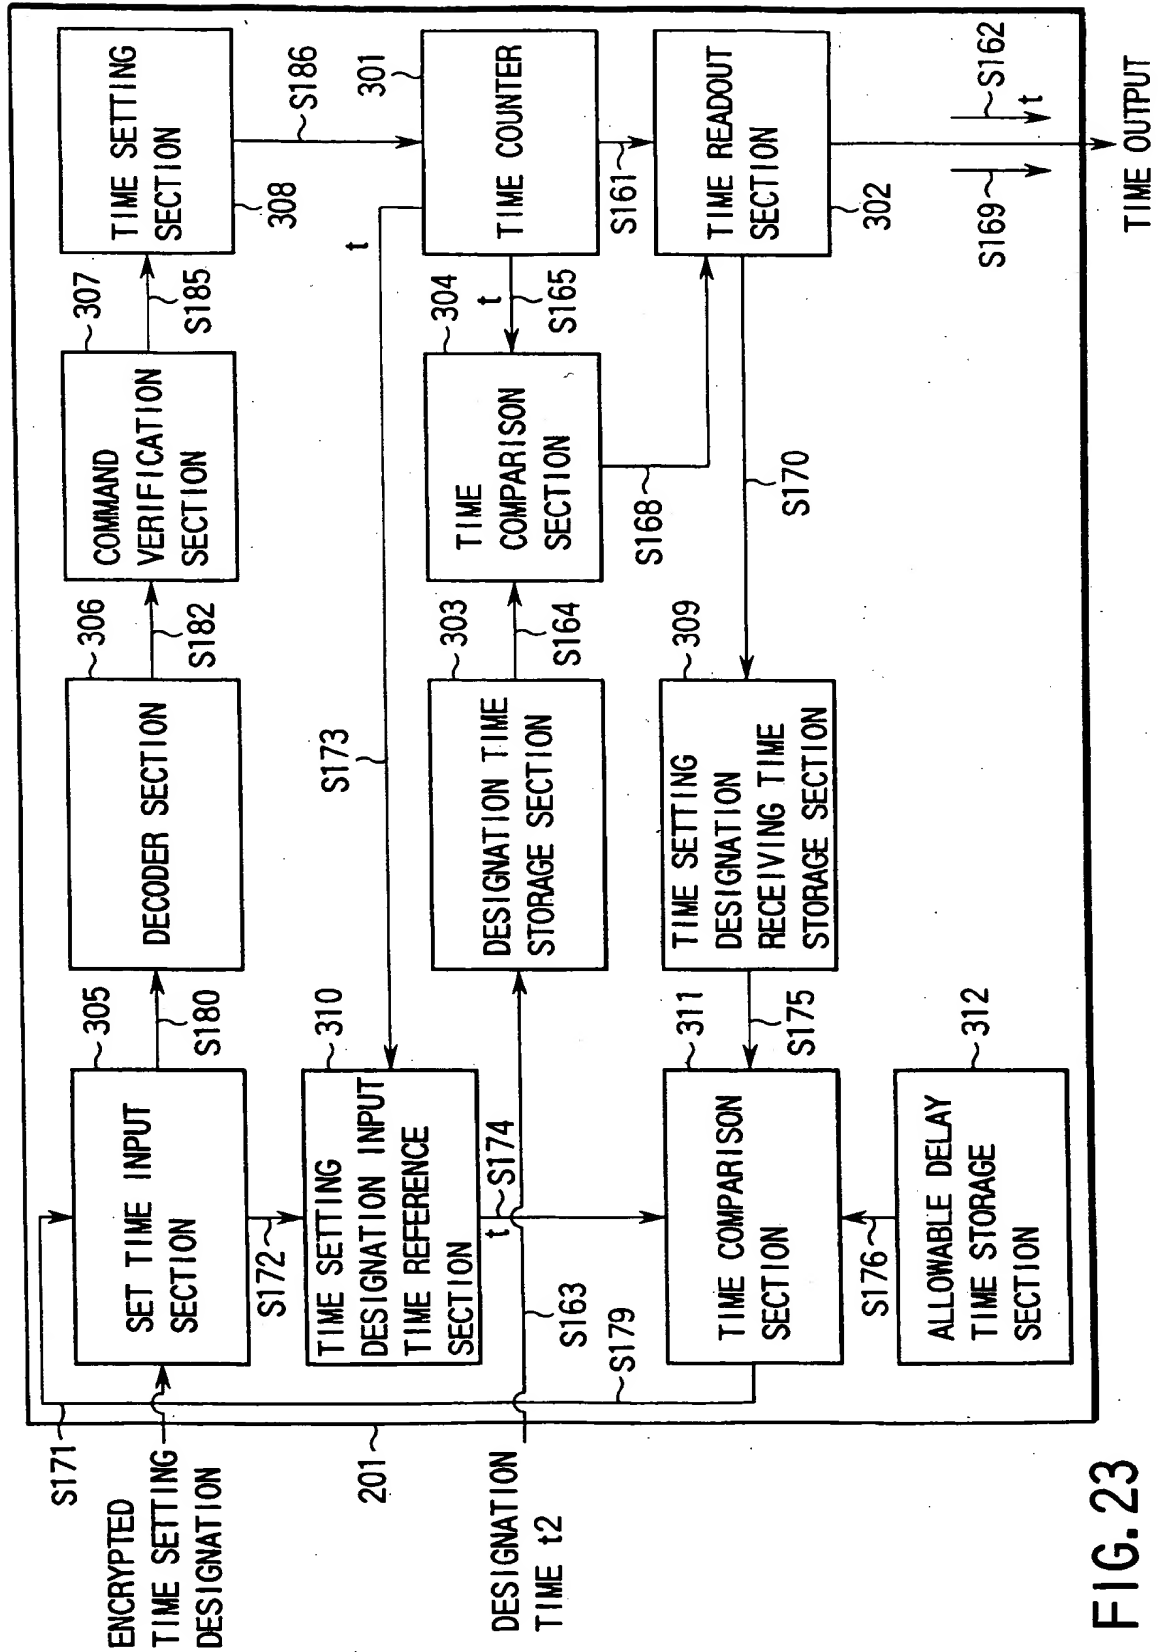 ENCRYPTED
TIME SETTING
DESIGNATION
S171
201
DESIGNATION
TIME t2
305
SET TIME INPUT
SECTION
S180
306
DECODER SECTION
S182
307
COMMAND
VERIFICATION
SECTION
S185
TIME SETTING
SECTION
308
S186
S172
310
TIME SETTING
DESIGNATION INPUT
TIME REFERENCE
SECTION
S173
t
t
S174
S163
S179
303
DESIGNATION TIME
STORAGE SECTION
S164
304
TIME
COMPARISON
SECTION
t
S165
301
TIME COUNTER
S168
S161
311
TIME COMPARISON
SECTION
S175
309
TIME SETTING
DESIGNATION
RECEIVING TIME
STORAGE SECTION
S170
TIME READOUT
SECTION
302
S176
312
ALLOWABLE DELAY
TIME STORAGE
SECTION
S169
S162
t
TIME OUTPUT
FIG. 23